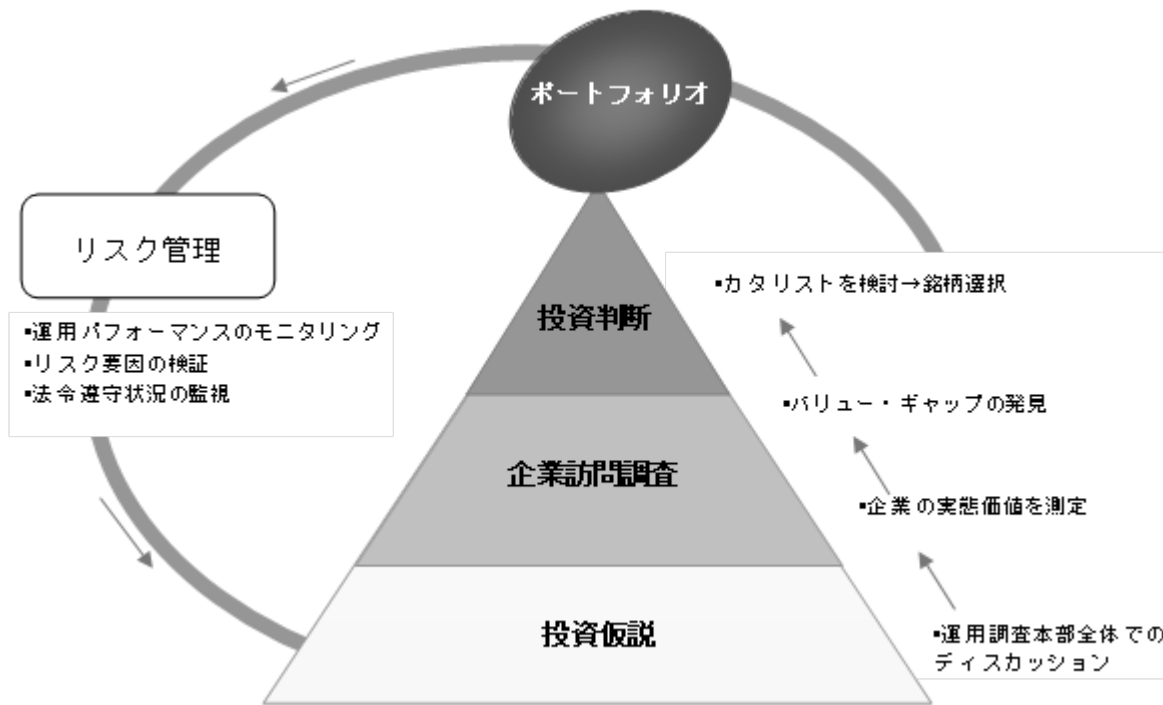 ポートフォリオ
リスク管理
▪運用パフォーマンスのモニタリング
▪リスク要因の検証
▪法令遵守状況の監視
投資判断
企業訪問調査
投資仮説
▪カタリストを検討→銘柄選択
▪バリュー・ギャップの発見
▪企業の実態価値を測定
▪運用調査本部全体での
ディスカッション